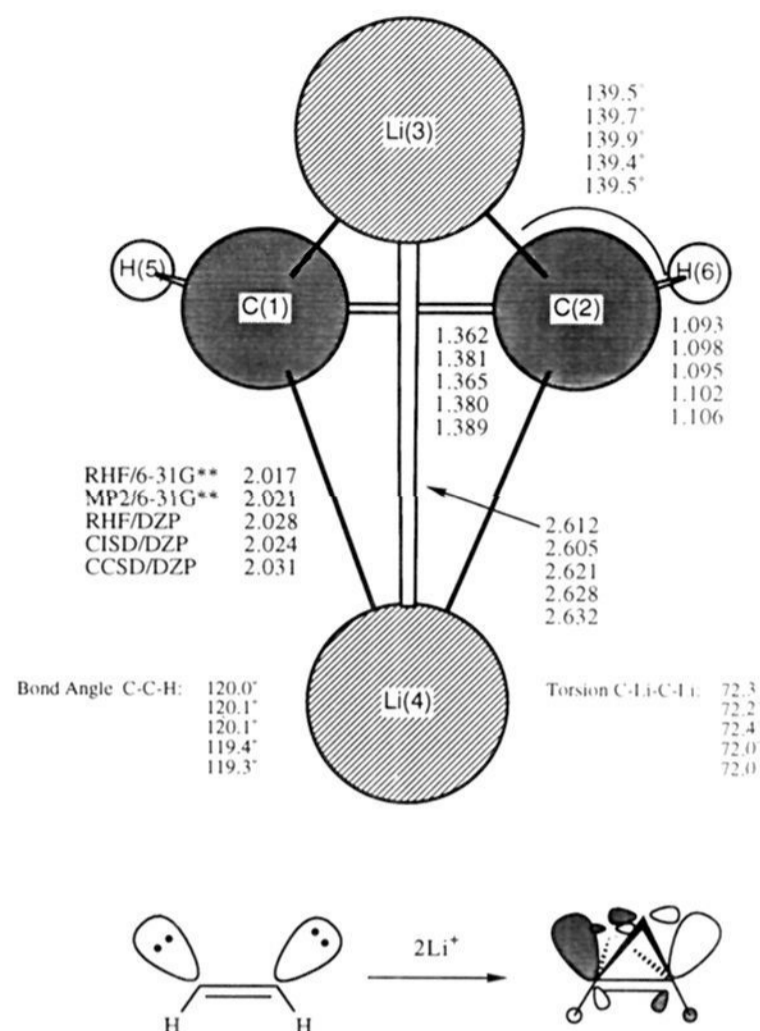 Li(3)
139.5°
139.7°
139.9°
139.4°
139.5°
H(5)
C(1)
C(2)
H(6)
1.362
1.381
1.365
1.380
1.389
1.093
1.098
1.095
1.102
1.106
RHF/6-31G** 2.017
MP2/6-31G** 2.021
RHF/DZP 2.028
CISD/DZP 2.024
CCSD/DZP 2.031
2.612
2.605
2.621
2.628
2.632
Li(4)
Bond Angle C-C-H: 120.0°
120.1°
120.1°
119.4°
119.3°
Torsion C-Li-C-Li: 72.3
72.2
72.4
72.0
72.0
2Li⁺
H H